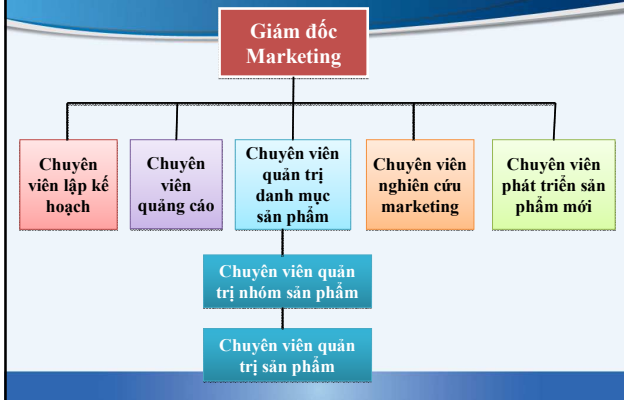 Giám đốc
Marketing
Chuyên
viên lập kế
hoạch
Chuyên
viên
quảng cáo
Chuyên viên
quản trị
danh mục
sản phẩm
Chuyên viên
nghiên cứu
marketing
Chuyên viên
phát triển sản
phẩm mới
Chuyên viên quản
trị nhóm sản phẩm
Chuyên viên quản
trị sản phẩm